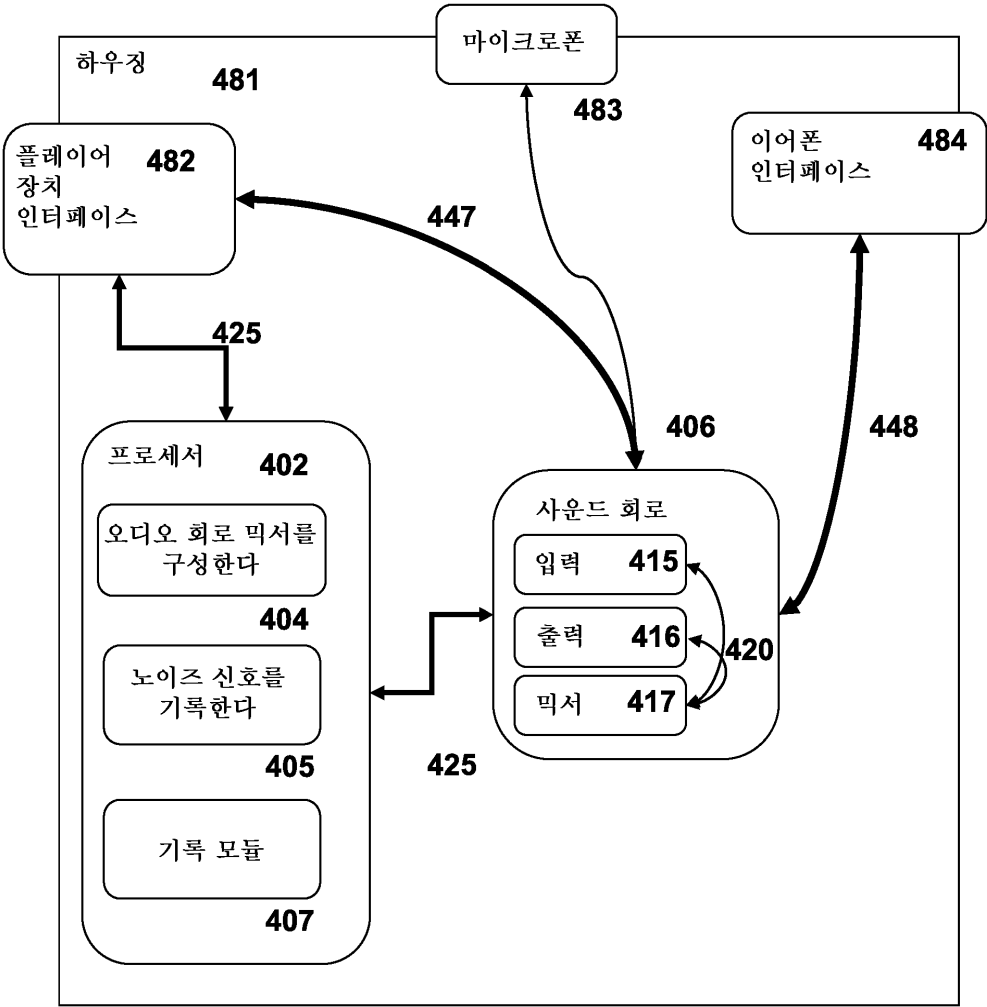 마이크로폰
하우징
481
483
플레이어
장치
인터페이스
482
이어폰
인터페이스
484
447
425
406
448
프로세서
402
오디오 회로 믹서를
구성한다
404
노이즈 신호를
기록한다
405
기록 모듈
407
사운드 회로
입력 415
출력 416
믹서 417
420
425